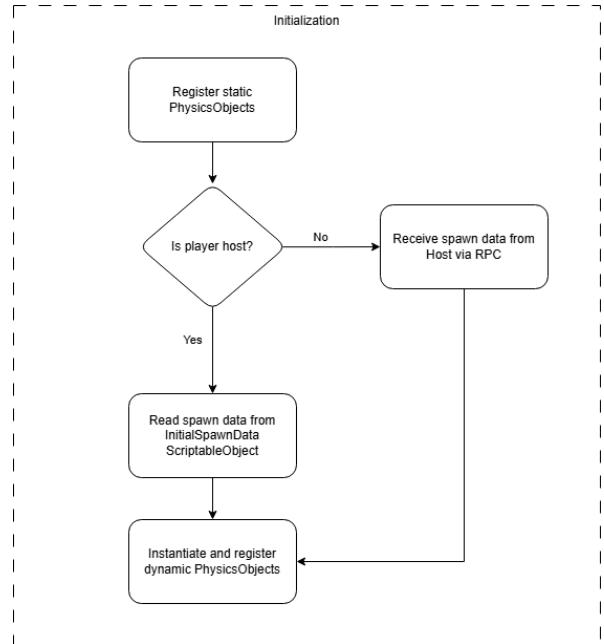 Initialization
Register static
PhysicsObjects
Is player host?
No
Receive spawn data from
Host via RPC
Yes
Read spawn data from
InitialSpawnData
ScriptableObject
Instantiate and register
dynamic PhysicsObjects